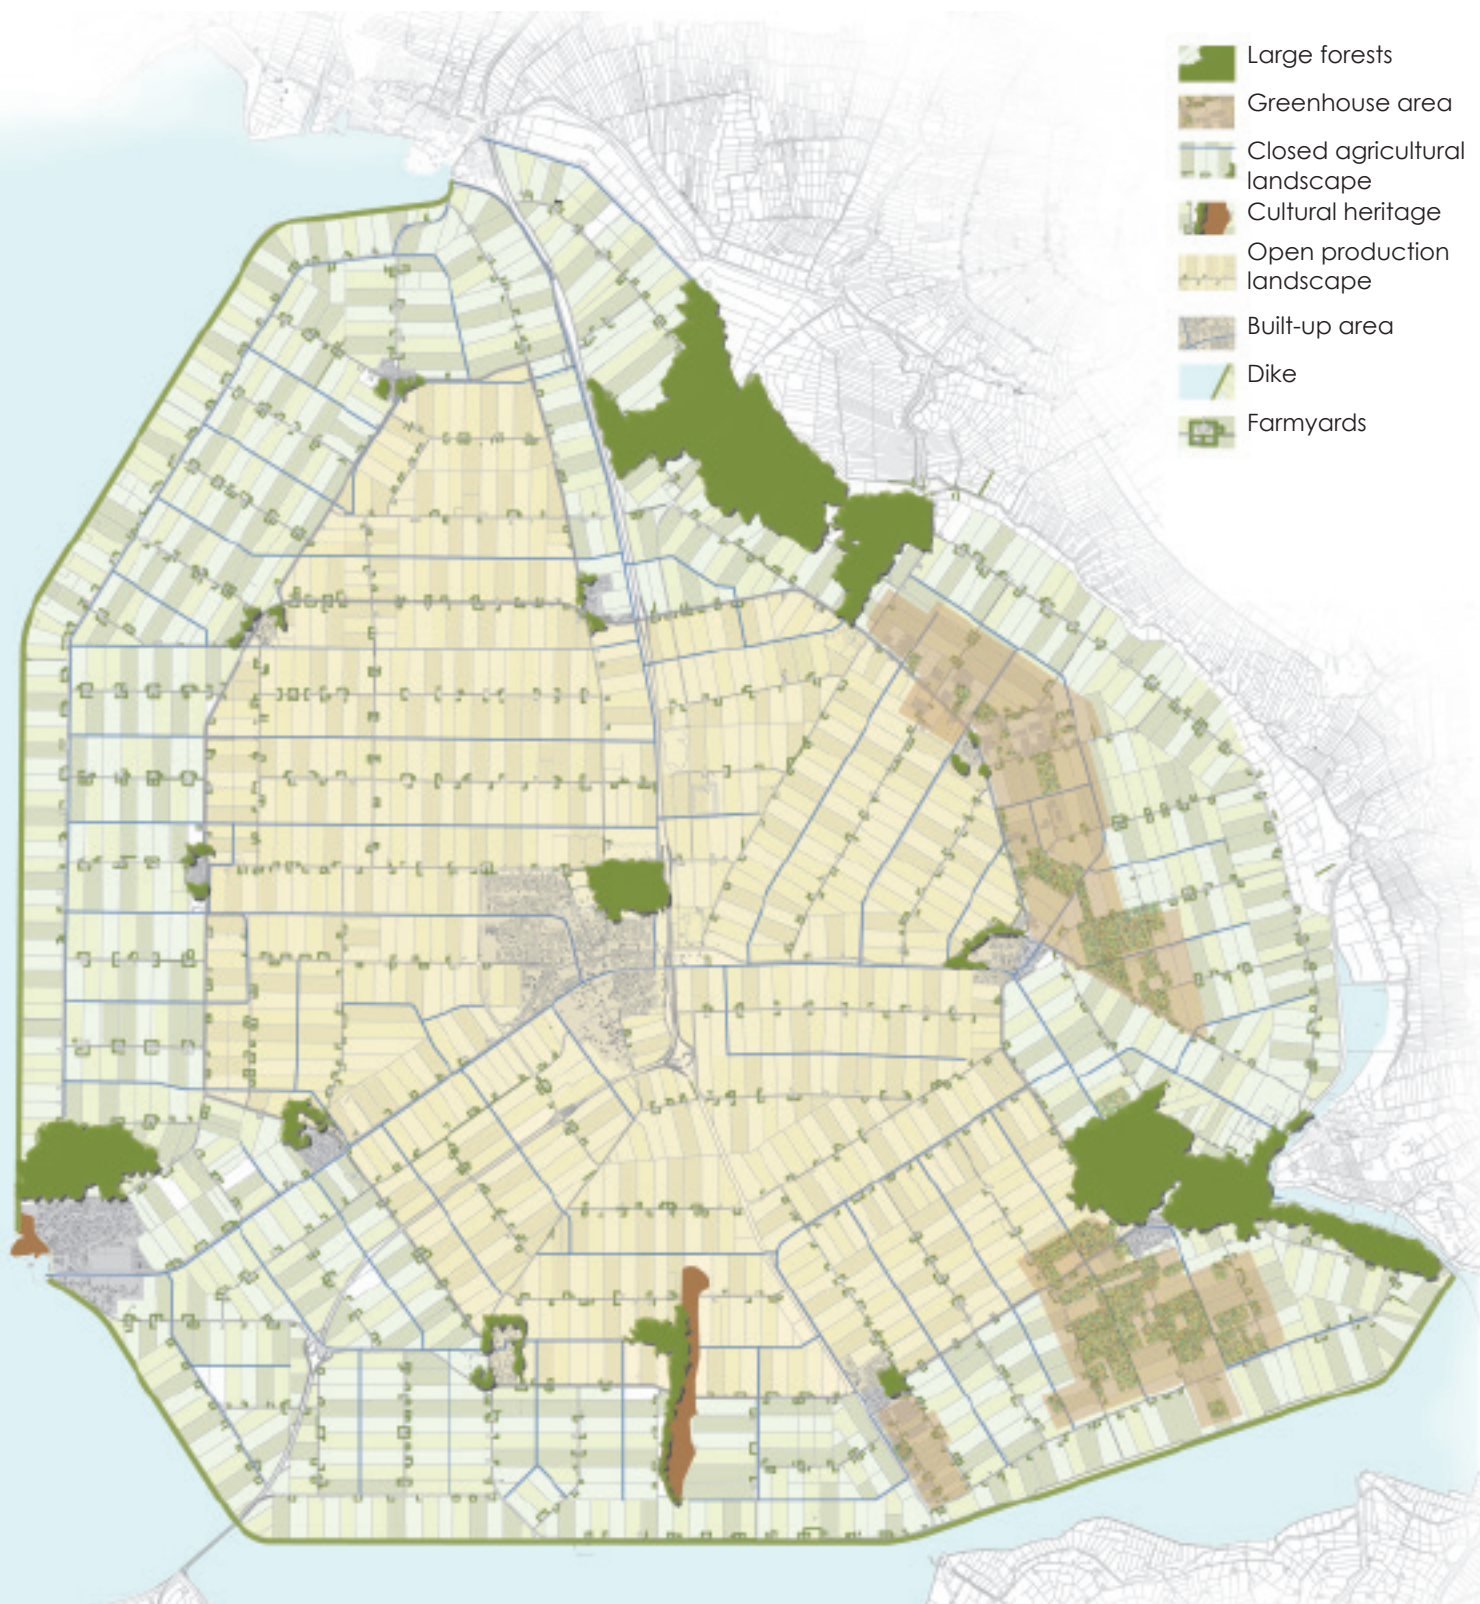 Large forests
Greenhouse area
Closed agricultural
landscape
Cultural heritage
Open production
landscape
Built-up area
Dike
Farmyards